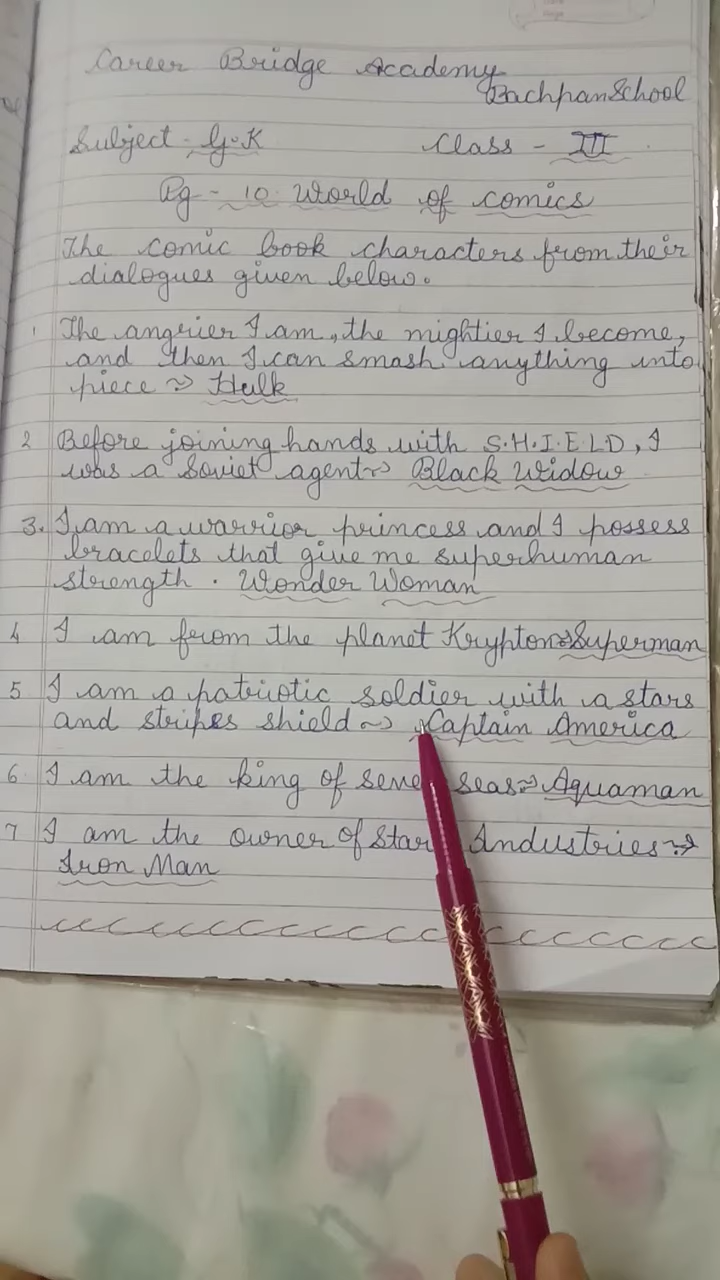 Career Bridge Academy
Bachpan School
Subject - G.K Class - III
Pg - 10 World of comics
The comic book characters from their
dialogues given below.
1 The angrier I am, the mightier I become,
and then I can smash anything into
piece ~> Hulk
2 Before joining hands with S.H.I.E.L.D, I
was a Soviet agent ~> Black Widow
3. I am a warrior princess and I possess
bracelets that give me superhuman
strength. Wonder Woman
4 I am from the planet Krypton ~> Superman
5 I am a patriotic soldier with a stars
and stripes shield ~> Captain America
6 I am the king of seven seas ~> Aquaman
7 I am the owner of Star Industries ~>
Iron Man